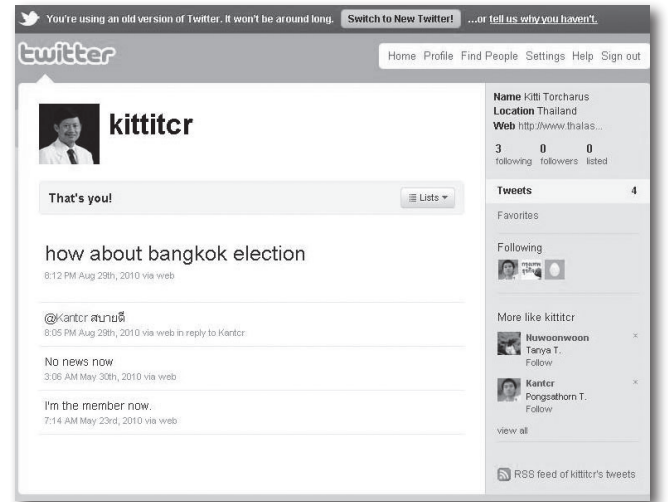 You're using an old version of Twitter. It won't be around long. Switch to New Twitter! ...or tell us why you haven't.
twitter
Home Profile Find People Settings Help Sign out
kittitcr
That's you!
Lists
how about bangkok election
8:12 PM Aug 29th, 2010 via web
@Kantcr สบายดี
8:05 PM Aug 29th, 2010 via web in reply to Kantcr
No news now
3:06 AM May 30th, 2010 via web
I'm the member now.
7:14 AM May 23rd, 2010 via web
Name Kitti Torcharus
Location Thailand
Web http://www.thalas...
3 0 0
following followers listed
Tweets 4
Favorites
Following
More like kittitcr
Nuwoonwoon x
Tanya T.
Follow
Kantcr x
Pongsathorn T.
Follow
view all
RSS feed of kittitcr's tweets